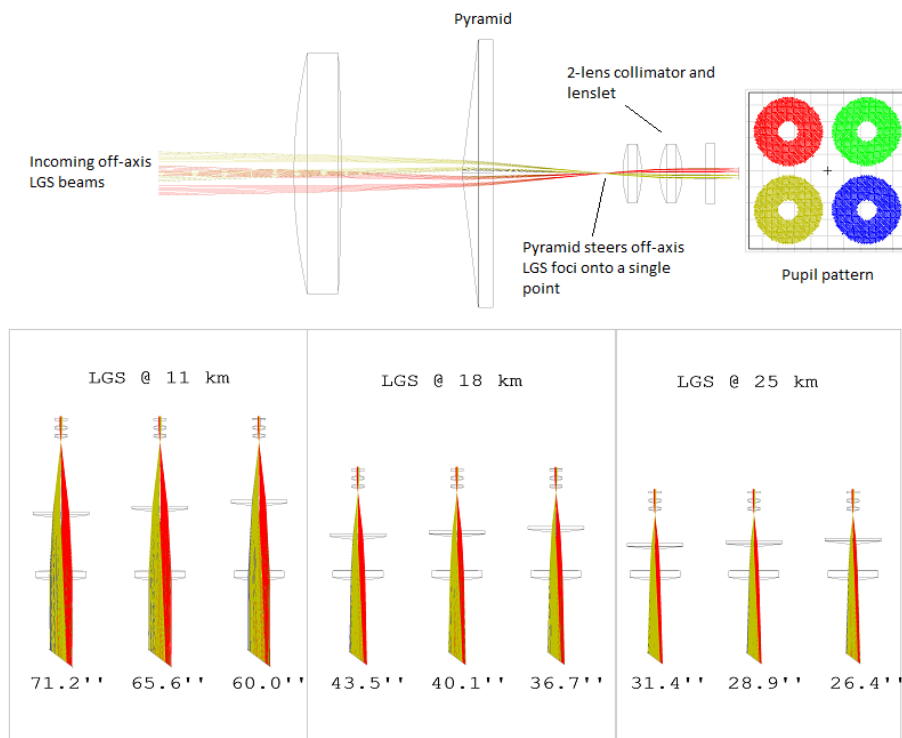 Pyramid
2-lens collimator and
lenslet
Incoming off-axis
LGS beams
Pyramid steers off-axis
LGS foci onto a single
point
Pupil pattern
LGS @ 11 km
LGS @ 18 km
LGS @ 25 km
71.2'' 65.6'' 60.0''
43.5'' 40.1'' 36.7''
31.4'' 28.9'' 26.4''